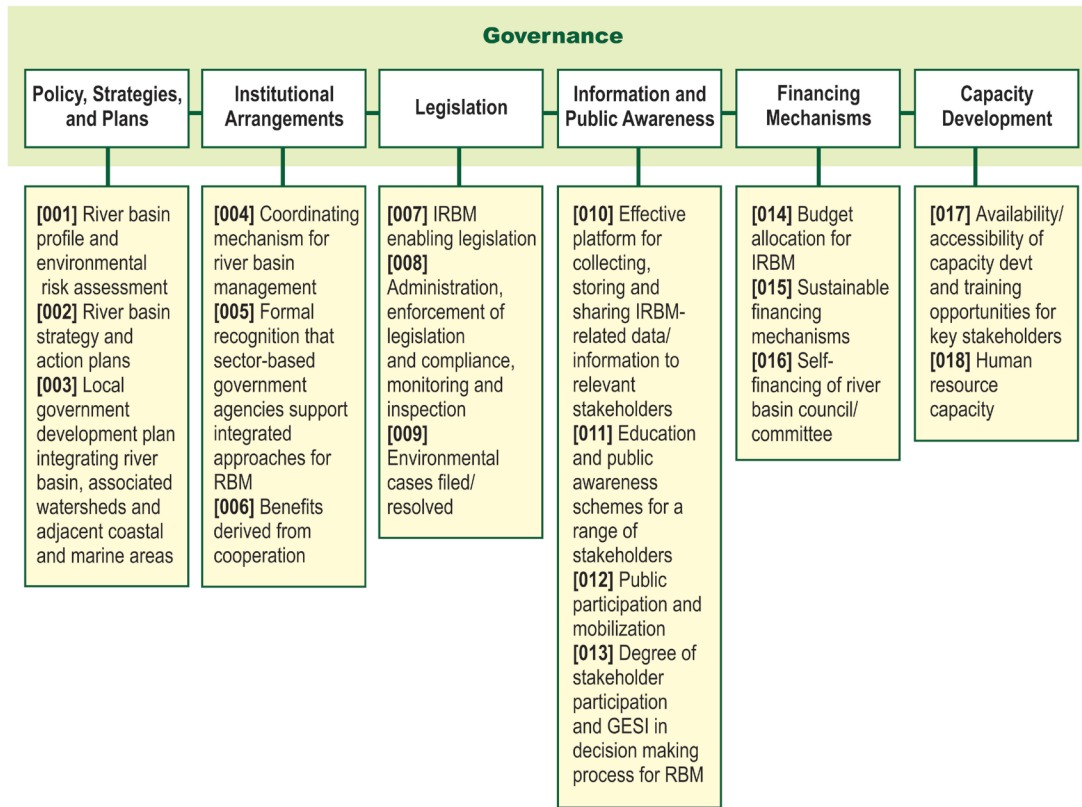 Governance
Policy, Strategies,
and Plans
Institutional
Arrangements
Legislation
Information and
Public Awareness
Financing
Mechanisms
Capacity
Development
[001] River basin
profile and
environmental
risk assessment
[002] River basin
strategy and
action plans
[003] Local
government
development plan
integrating river
basin, associated
watersheds and
adjacent coastal
and marine areas
[004] Coordinating
mechanism for
river basin
management
[005] Formal
recognition that
sector-based
government
agencies support
integrated
approaches for
RBM
[006] Benefits
derived from
cooperation
[007] IRBM
enabling legislation
[008]
Administration,
enforcement of
legislation
and compliance,
monitoring and
inspection
[009]
Environmental
cases filed/
resolved
[010] Effective
platform for
collecting,
storing and
sharing IRBM-
related data/
information to
relevant
stakeholders
[011] Education
and public
awareness
schemes for a
range of
stakeholders
[012] Public
participation and
mobilization
[013] Degree of
stakeholder
participation
and GESI in
decision making
process for RBM
[014] Budget
allocation for
IRBM
[015] Sustainable
financing
mechanisms
[016] Self-
financing of river
basin council/
committee
[017] Availability/
accessibility of
capacity devt
and training
opportunities for
key stakeholders
[018] Human
resource
capacity